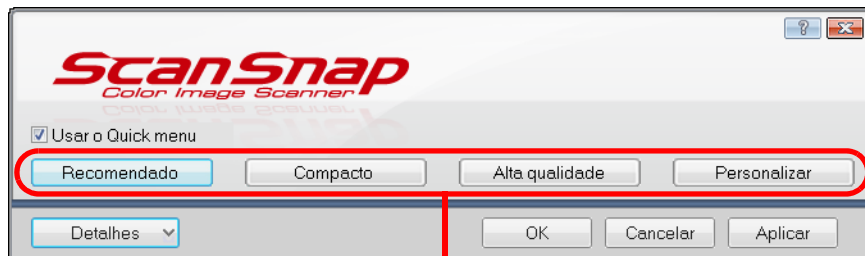 ScanSnap
Color Image Scanner
Usar o Quick menu
Recomendado Compacto Alta qualidade Personalizar
Detalhes OK Cancelar Aplicar